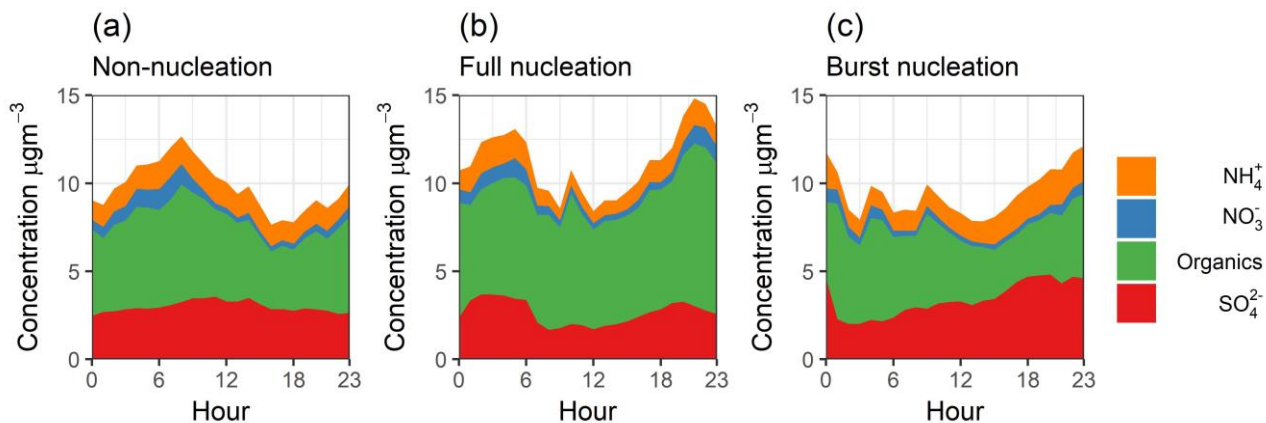 (a)
Non-nucleation
Concentration µgm⁻³
15
10
5
0
0 6 12 18 23
Hour
(b)
Full nucleation
Concentration µgm⁻³
15
10
5
0
0 6 12 18 23
Hour
(c)
Burst nucleation
Concentration µgm⁻³
15
10
5
0
0 6 12 18 23
Hour
NH₄⁺
NO₃⁻
Organics
SO₄²⁻